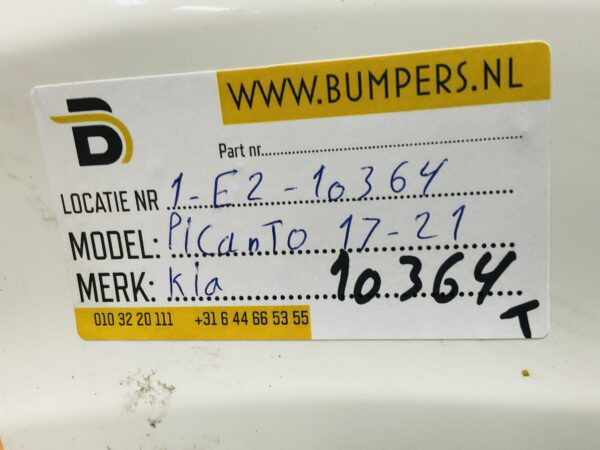 WWW.BUMPERS.NL
B
Part nr.
LOCATIE NR 1-E2-10364
MODEL: PiCanTO 17-21
MERK: Kia 10364
T
010 32 20 111 +31 6 44 66 53 55